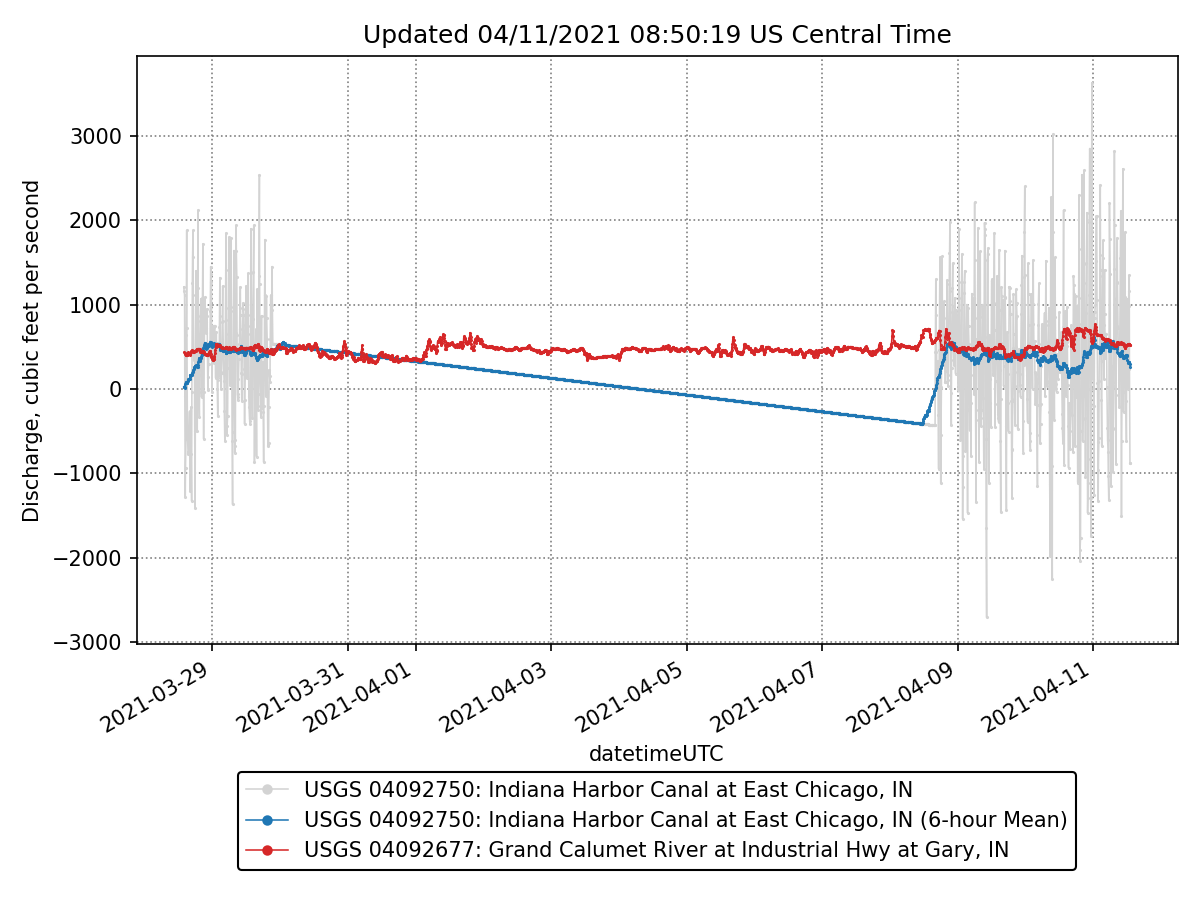 Updated 04/11/2021 08:50:19 US Central Time
Discharge, cubic feet per second
3000
2000
1000
0
−1000
−2000
−3000
2021-03-29
2021-03-31
2021-04-01
2021-04-03
2021-04-05
2021-04-07
2021-04-09
2021-04-11
datetimeUTC
USGS 04092750: Indiana Harbor Canal at East Chicago, IN
USGS 04092750: Indiana Harbor Canal at East Chicago, IN (6-hour Mean)
USGS 04092677: Grand Calumet River at Industrial Hwy at Gary, IN